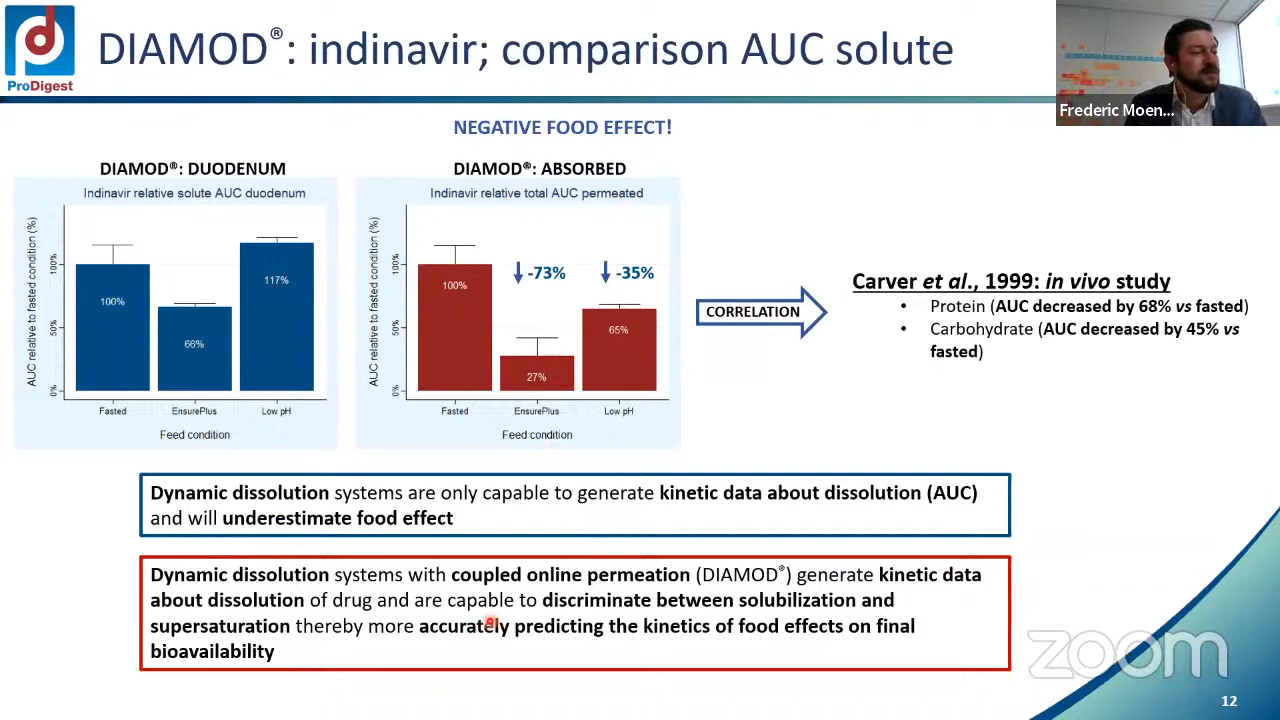 DIAMOD®: indinavir; comparison AUC solute
ProDigest
Frederic Moen...
NEGATIVE FOOD EFFECT!
DIAMOD®: DUODENUM
Indinavir relative solute AUC duodenum
AUC relative to fasted condition (%)
100%
50%
0%
100%
66%
117%
Fasted
EnsurePlus
Low pH
Feed condition
DIAMOD®: ABSORBED
Indinavir relative total AUC permeated
AUC relative to fasted condition (%)
100%
50%
0%
-73%
-35%
100%
27%
65%
Fasted
EnsurePlus
Low pH
Feed condition
CORRELATION
Carver et al., 1999: in vivo study
• Protein (AUC decreased by 68% vs fasted)
• Carbohydrate (AUC decreased by 45% vs
fasted)
Dynamic dissolution systems are only capable to generate kinetic data about dissolution (AUC)
and will underestimate food effect
Dynamic dissolution systems with coupled online permeation (DIAMOD®) generate kinetic data
about dissolution of drug and are capable to discriminate between solubilization and
supersaturation thereby more accurately predicting the kinetics of food effects on final
bioavailability
zoom
12